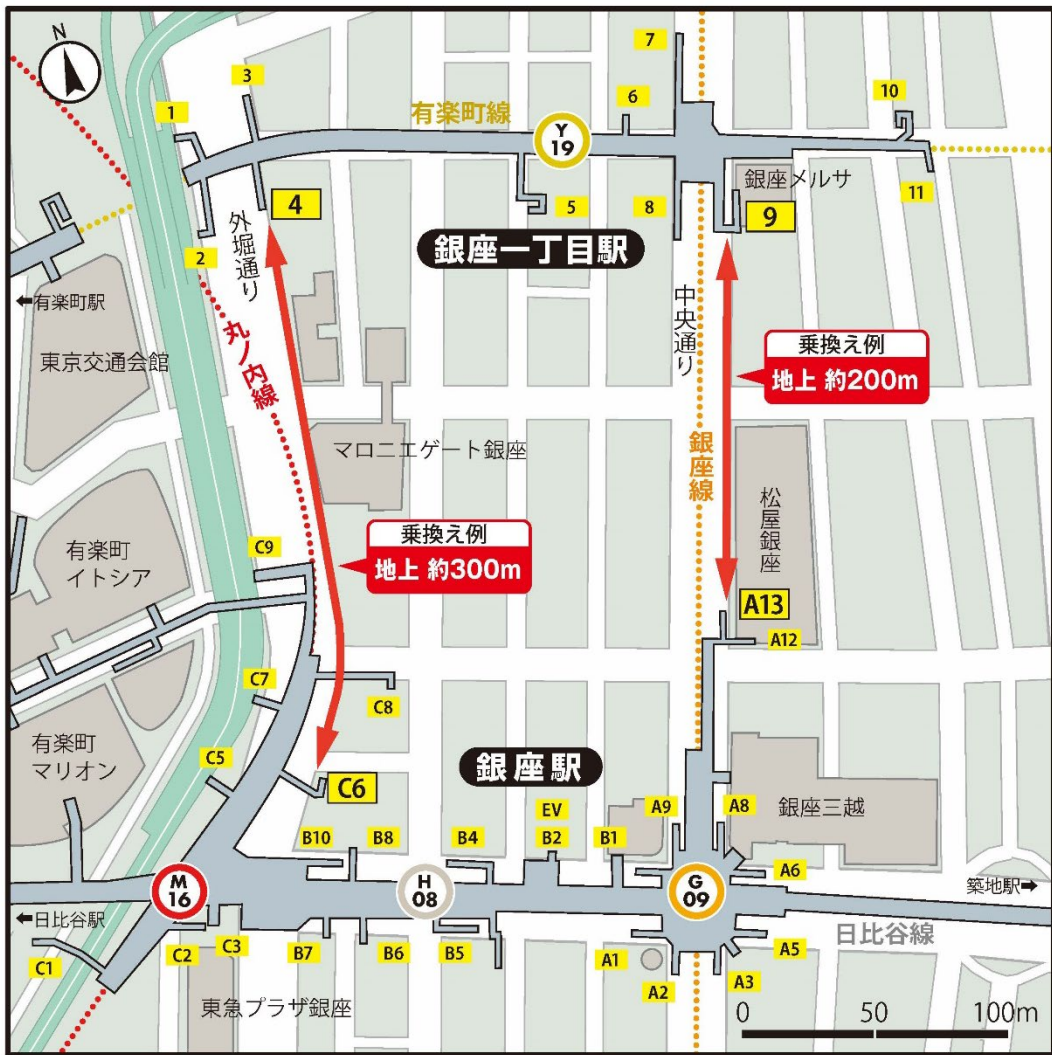 N
7
3
1
6
10
有楽町線
Y
19
銀座メルサ
4
5
8
9
11
外堀通り
2
銀座一丁目駅
←有楽町駅
丸ノ内線
中央通り
東京交通会館
乗換え例
地上 約200m
マロニエゲート銀座
銀座線
松屋銀座
乗換え例
地上 約300m
C9
有楽町
イトシア
A13
A12
C7
C8
有楽町
マリオン
C5
銀座駅
C6
EV
B10
B8
B4
B2
B1
A9
A8
銀座三越
A6
M
16
H
08
G
09
築地駅→
←日比谷駅
日比谷線
C1
C2
C3
B7
B6
B5
A1
A2
A3
A5
東急プラザ銀座
0
50
100m